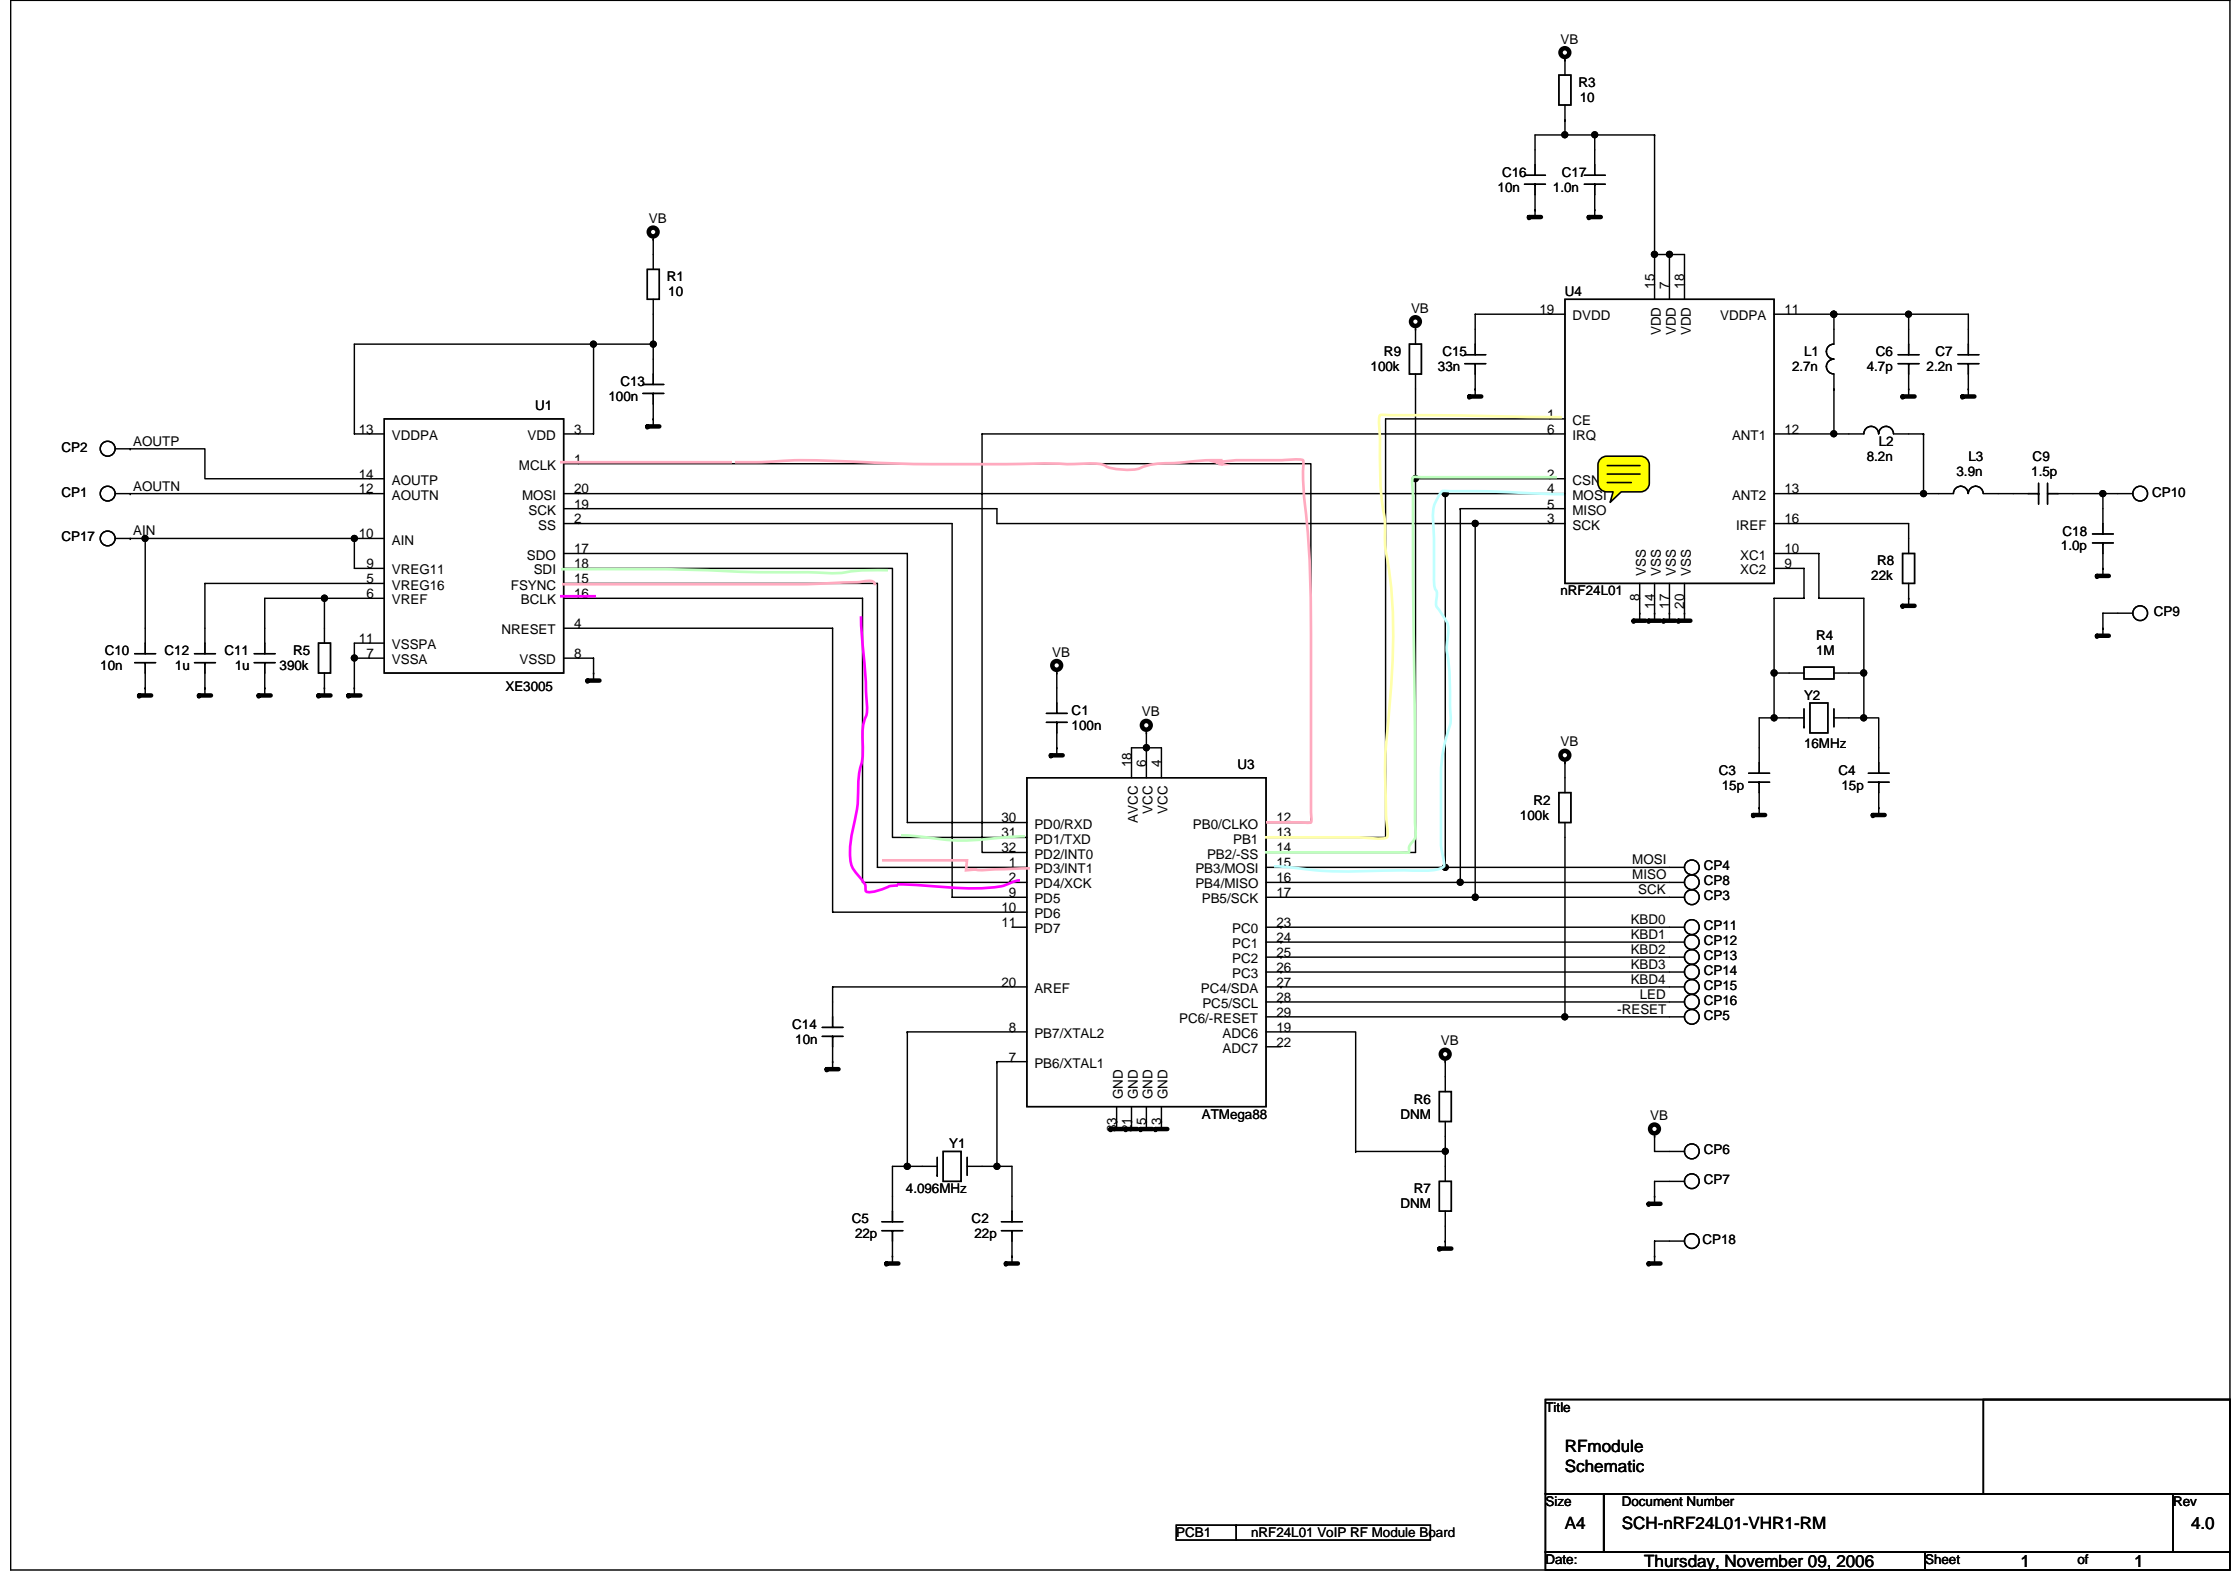 VB
R3
10
C16
10n
C17
1.0n
VB
R1
10
C13
100n
U1
13 VDDPA VDD 3
MCLK 1
CP2 AOUTP
14 AOUTP
CP1 AOUTN
12 AOUTN
MOSI 20
SCK 19
SS 2
CP17 AIN
10 AIN
SDO 17
9 VREG11 SDI 18
5 VREG16 FSYNC 15
6 VREF BCLK 16
NRESET 4
11 VSSPA
7 VSSA VSSD 8
XE3005
C10
10n
C12
1u
C11
1u
R5
390k
VB
R9
100k
C15
33n
U4
15 7 18
VDD VDD VDD
19 DVDD VDDPA 11
1 CE
6 IRQ ANT1 12
2 CSN
4 MOSI ANT2 13
5 MISO
3 SCK IREF 16
XC1 10
XC2 9
VSS VSS VSS VSS
8 14 17 20
nRF24L01
L1
2.7n
C6
4.7p
C7
2.2n
L2
8.2n
L3
3.9n
C9
1.5p
CP10
C18
1.0p
R8
22k
CP9
R4
1M
Y2
16MHz
C3
15p
C4
15p
VB
C1
100n
VB
18 6 4
U3
AVCC VCC VCC
30 PD0/RXD PB0/CLKO 12
31 PD1/TXD PB1 13
32 PD2/INT0 PB2/-SS 14
1 PD3/INT1 PB3/MOSI 15
2 PD4/XCK PB4/MISO 16
9 PD5 PB5/SCK 17
10 PD6
11 PD7 PC0 23
PC1 24
PC2 25
PC3 26
20 AREF PC4/SDA 27
PC5/SCL 28
PC6/-RESET 29
8 PB7/XTAL2 ADC6 19
ADC7 22
7 PB6/XTAL1
GND GND GND GND
5 3
ATMega88
VB
R2
100k
MOSI CP4
MISO CP8
SCK CP3
KBD0 CP11
KBD1 CP12
KBD2 CP13
KBD3 CP14
KBD4 CP15
LED CP16
-RESET CP5
C14
10n
Y1
4.096MHz
C5
22p
C2
22p
VB
R6
DNM
R7
DNM
VB
CP6
CP7
CP18
PCB1 nRF24L01 VoIP RF Module Board
Title
RFmodule
Schematic
Size Document Number Rev
A4 SCH-nRF24L01-VHR1-RM 4.0
Date: Thursday, November 09, 2006 Sheet 1 of 1